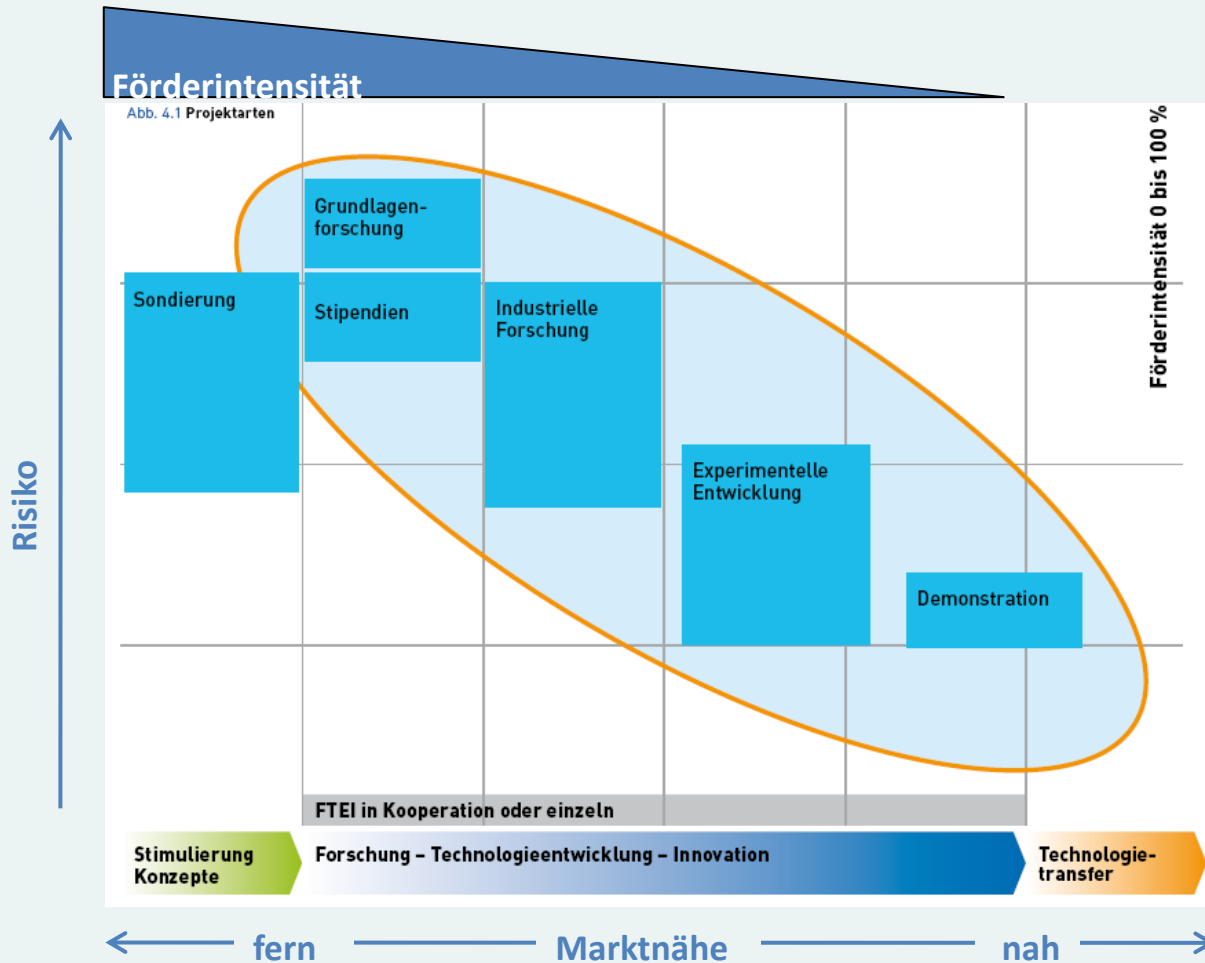 Förderintensität
Abb. 4.1 Projektarten
Förderintensität 0 bis 100 %
Grundlagen-
forschung
Sondierung
Stipendien
Industrielle
Forschung
Experimentelle
Entwicklung
Demonstration
Risiko
FTEI in Kooperation oder einzeln
Stimulierung
Konzepte
Forschung – Technologieentwicklung – Innovation
Technologie-
transfer
fern
Marktnähe
nah